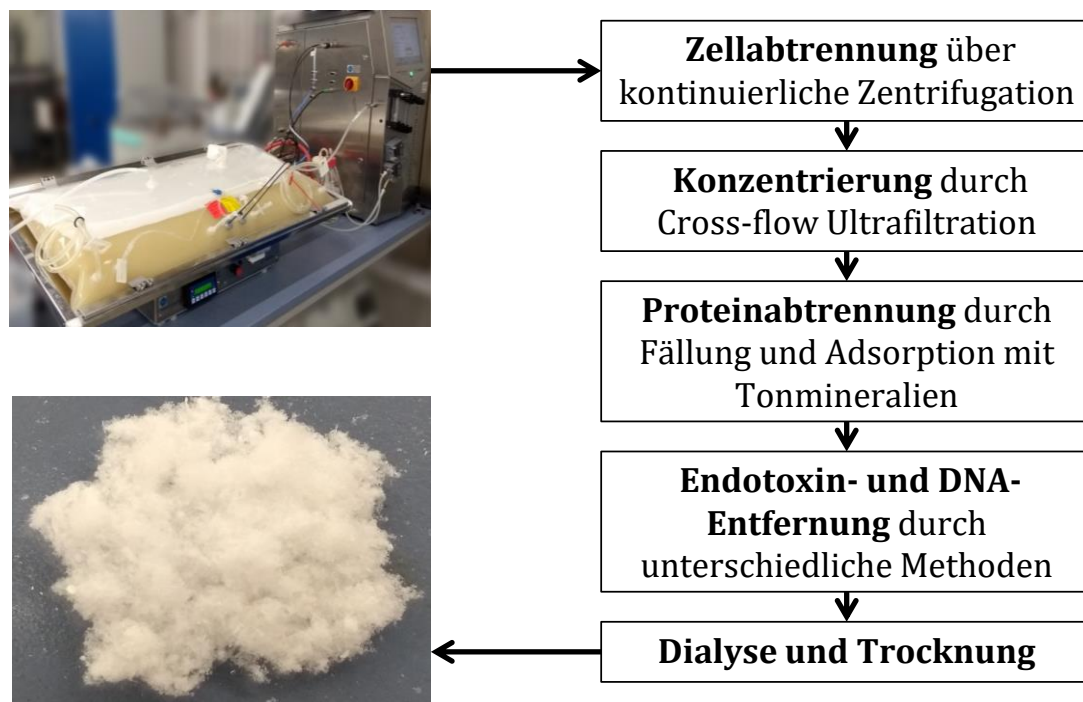 Zellabtrennung über
kontinuierliche Zentrifugation
Konzentrierung durch
Cross-flow Ultrafiltration
Proteinabtrennung durch
Fällung und Adsorption mit
Tonmineralien
Endotoxin- und DNA-
Entfernung durch
unterschiedliche Methoden
Dialyse und Trocknung